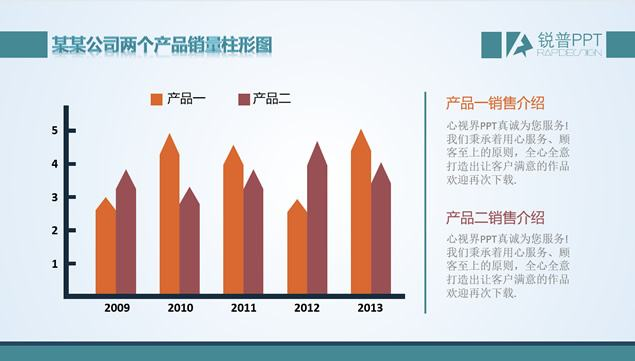 某某公司两个产品销量柱形图
锐普PPT
RAPIDESIGN
产品一
产品二
5
4
3
2
1
2009
2010
2011
2012
2013
产品一销售介绍
心视界PPT真诚为您服务!
我们秉承着用心服务、顾
客至上的原则，全心全意
打造出让客户满意的作品
欢迎再次下载.
产品二销售介绍
心视界PPT真诚为您服务!
我们秉承着用心服务、顾
客至上的原则，全心全意
打造出让客户满意的作品
欢迎再次下载.